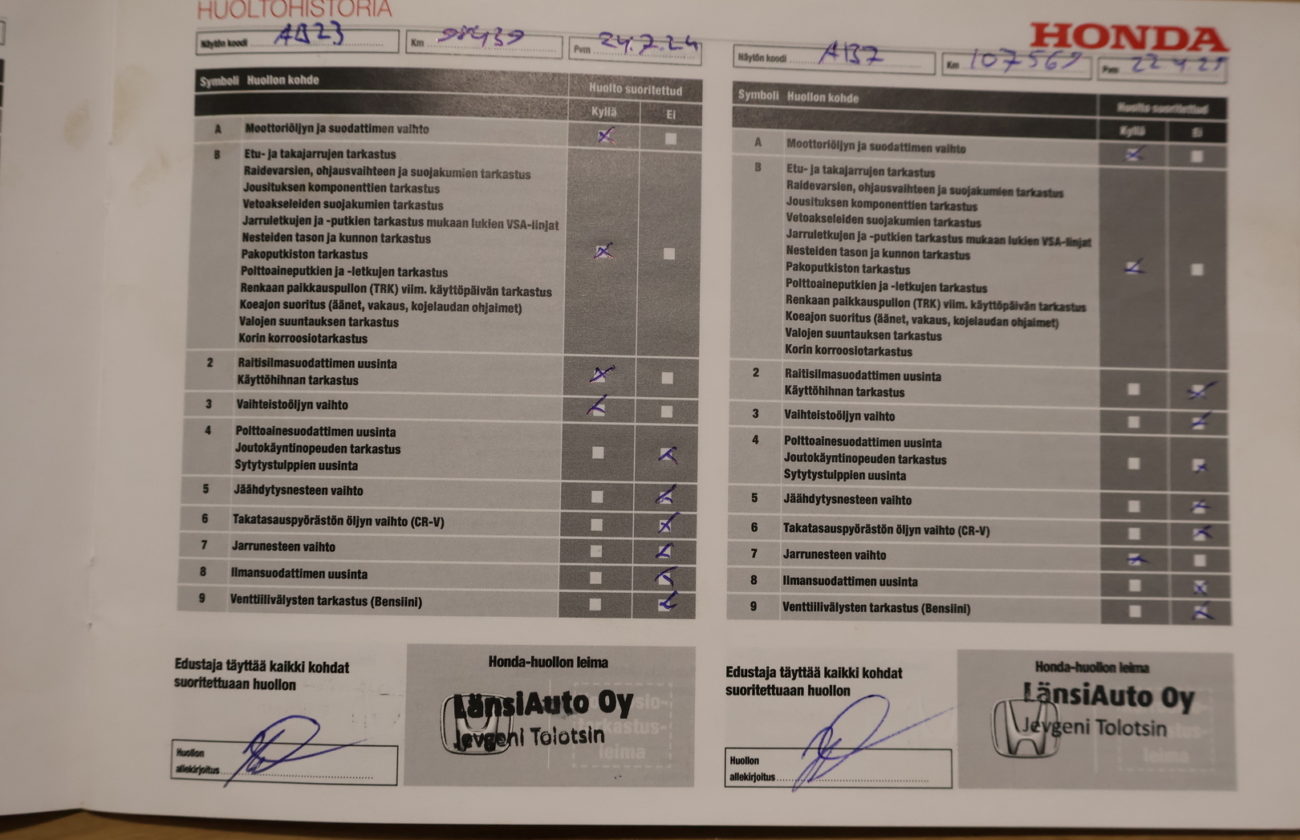 HUOLTOHISTORIA
Näytön koodi AB23 Km 98439 Pvm 24.7.24
Symboli Huollon kohde Huolto suoritettud
Kyllä Ei
A Moottoriöljyn ja suodattimen vaihto
B Etu- ja takajarrujen tarkastus
Raidevarsien, ohjausvaihteen ja suojakumien tarkastus
Jousituksen komponenttien tarkastus
Vetoakseleiden suojakumien tarkastus
Jarruletkujen ja -putkien tarkastus mukaan lukien VSA-linjat
Nesteiden tason ja kunnon tarkastus
Pakoputkiston tarkastus
Polttoaineputkien ja -letkujen tarkastus
Renkaan paikkauspullon (TRK) viim. käyttöpäivän tarkastus
Koeajon suoritus (äänet, vakaus, kojelaudan ohjaimet)
Valojen suuntauksen tarkastus
Korin korroosiotarkastus
2 Raitisilmasuodattimen uusinta
Käyttöhihnan tarkastus
3 Vaihteistoöljyn vaihto
4 Polttoainesuodattimen uusinta
Joutokäyntinopeuden tarkastus
Sytytystulppien uusinta
5 Jäähdytysnesteen vaihto
6 Takatasauspyörästön öljyn vaihto (CR-V)
7 Jarrunesteen vaihto
8 Ilmansuodattimen uusinta
9 Venttiilivälysten tarkastus (Bensiini)
Edustaja täyttää kaikki kohdat
suoritettuaan huollon
Huollon
allekirjoitus
Honda-huollon leima
LänsiAuto Oy
Jevgeni Tolotsin
leima
HONDA
Näytön koodi AB7 Km 107569 Pvm 22 4 25
Symboli Huollon kohde Huolto suoritettud
Kyllä Ei
A Moottoriöljyn ja suodattimen vaihto
B Etu- ja takajarrujen tarkastus
Raidevarsien, ohjausvaihteen ja suojakumien tarkastus
Jousituksen komponenttien tarkastus
Vetoakseleiden suojakumien tarkastus
Jarruletkujen ja -putkien tarkastus mukaan lukien VSA-linjat
Nesteiden tason ja kunnon tarkastus
Pakoputkiston tarkastus
Polttoaineputkien ja -letkujen tarkastus
Renkaan paikkauspullon (TRK) viim. käyttöpäivän tarkastus
Koeajon suoritus (äänet, vakaus, kojelaudan ohjaimet)
Valojen suuntauksen tarkastus
Korin korroosiotarkastus
2 Raitisilmasuodattimen uusinta
Käyttöhihnan tarkastus
3 Vaihteistoöljyn vaihto
4 Polttoainesuodattimen uusinta
Joutokäyntinopeuden tarkastus
Sytytystulppien uusinta
5 Jäähdytysnesteen vaihto
6 Takatasauspyörästön öljyn vaihto (CR-V)
7 Jarrunesteen vaihto
8 Ilmansuodattimen uusinta
9 Venttiilivälysten tarkastus (Bensiini)
Edustaja täyttää kaikki kohdat
suoritettuaan huollon
Huollon
allekirjoitus
Honda-huollon leima
LänsiAuto Oy
Jevgeni Tolotsin
leima